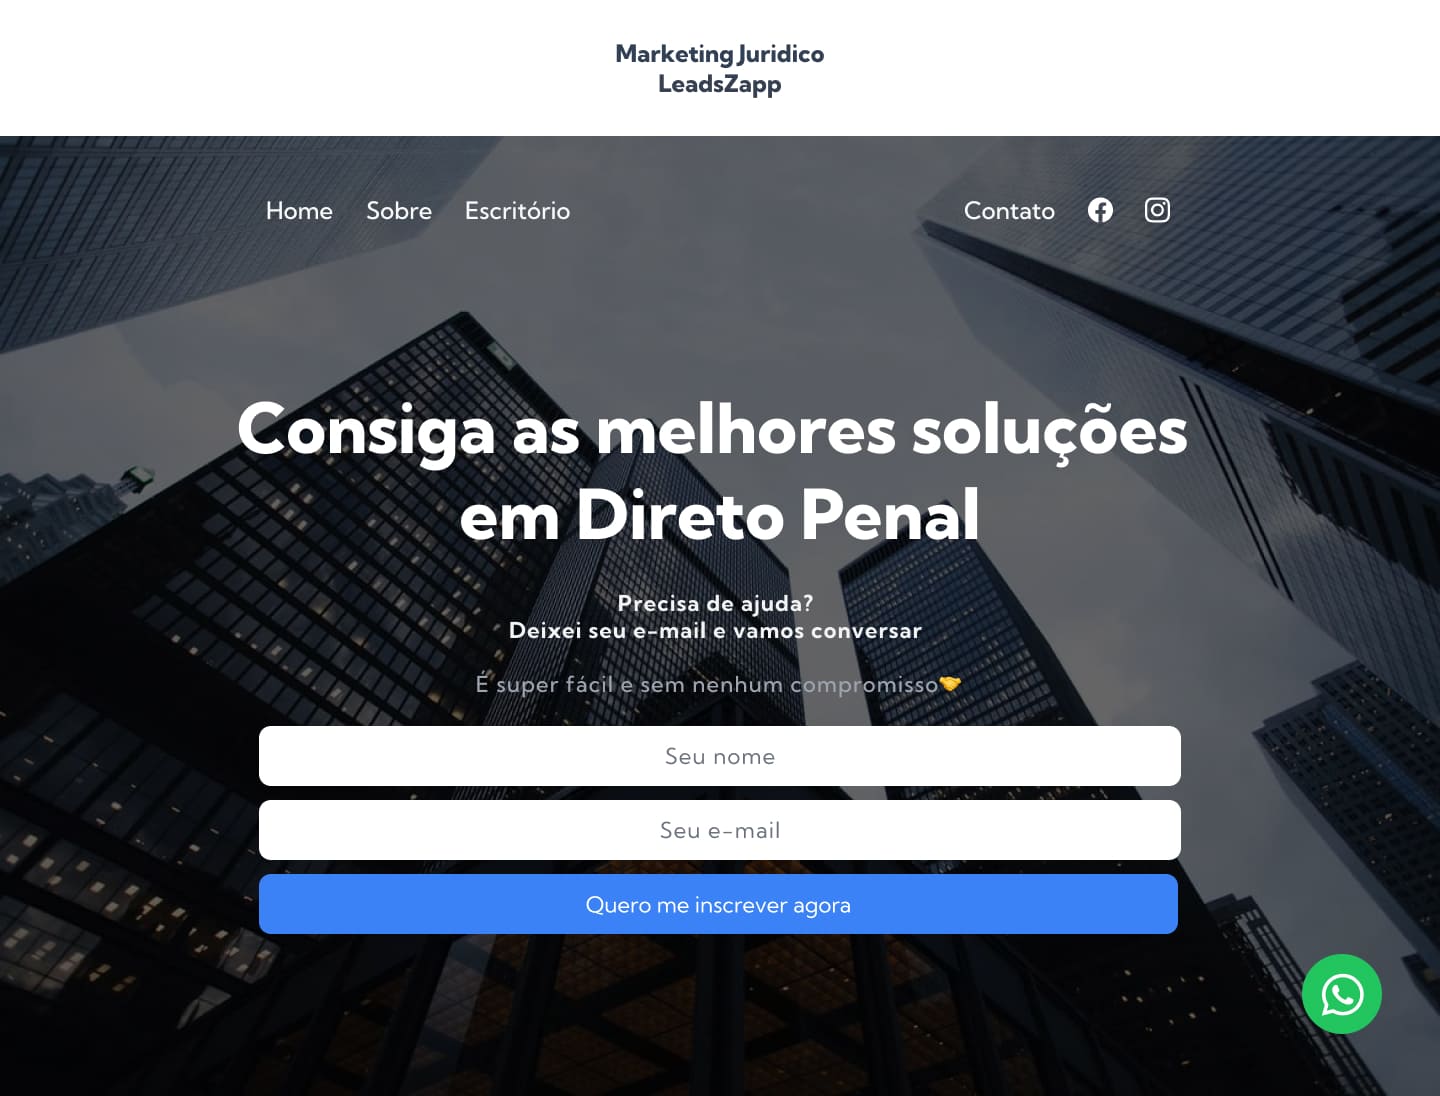 Marketing Juridico
LeadsZapp
Home Sobre Escritório Contato
Consiga as melhores soluções
em Direto Penal
Precisa de ajuda?
Deixei seu e-mail e vamos conversar
É super fácil e sem nenhum compromisso🤝
Seu nome
Seu e-mail
Quero me inscrever agora